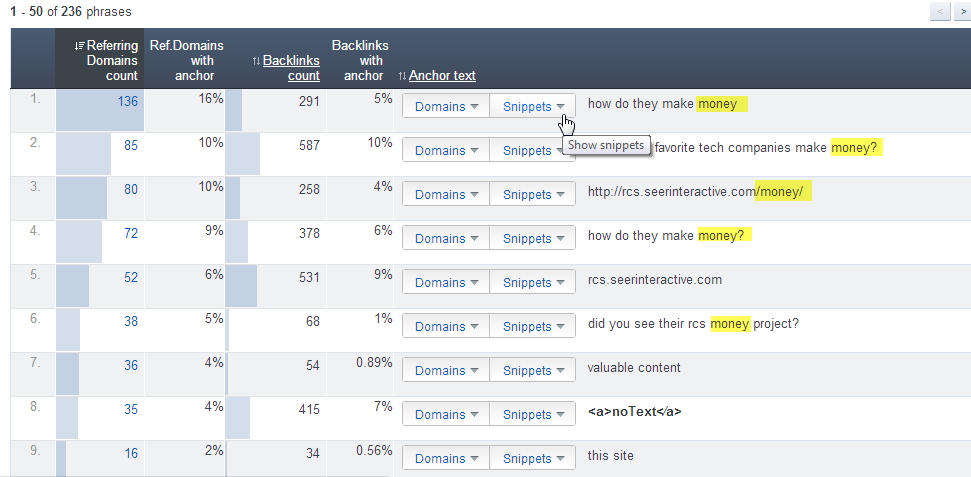 1 - 50 of 236 phrases < >
Referring Domains count Ref.Domains with anchor Backlinks count Backlinks with anchor Anchor text
1. 136 16% 291 5% Domains Snippets how do they make money
Show snippets
2. 85 10% 587 10% Domains Snippets favorite tech companies make money?
3. 80 10% 258 4% Domains Snippets http://rcs.seerinteractive.com/money/
4. 72 9% 378 6% Domains Snippets how do they make money?
5. 52 6% 531 9% Domains Snippets rcs.seerinteractive.com
6. 38 5% 68 1% Domains Snippets did you see their rcs money project?
7. 36 4% 54 0.89% Domains Snippets valuable content
8. 35 4% 415 7% Domains Snippets <a>noText</a>
9. 16 2% 34 0.56% Domains Snippets this site